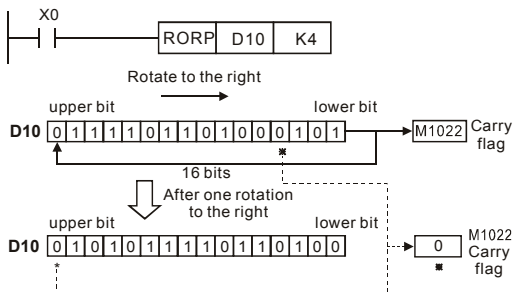 X0
RORP D10 K4
Rotate to the right
upper bit lower bit
D10 0 1 1 1 1 0 1 1 0 1 0 0 0 1 0 1 M1022 Carry flag
*
16 bits
After one rotation
to the right
upper bit lower bit
D10 0 1 0 1 0 1 1 1 1 0 1 1 0 1 0 0 0 M1022 Carry flag
* *